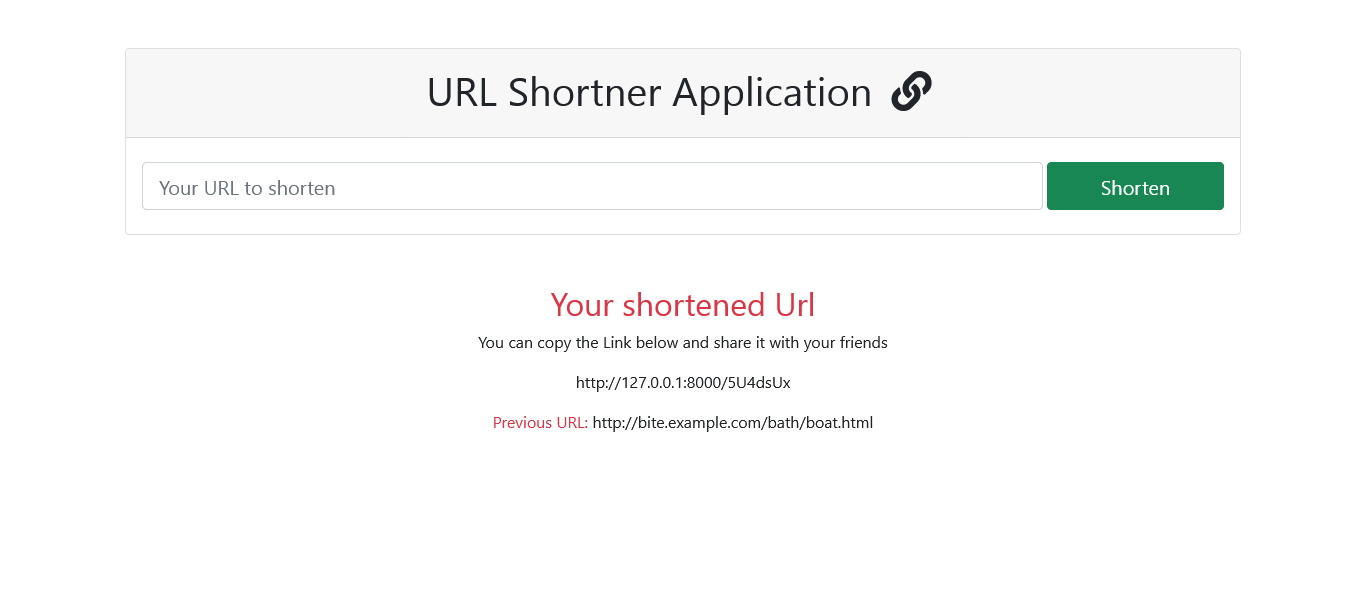 URL Shortner Application
Your URL to shorten
Shorten
Your shortened Url
You can copy the Link below and share it with your friends
http://127.0.0.1:8000/5U4dsUx
Previous URL: http://bite.example.com/bath/boat.html